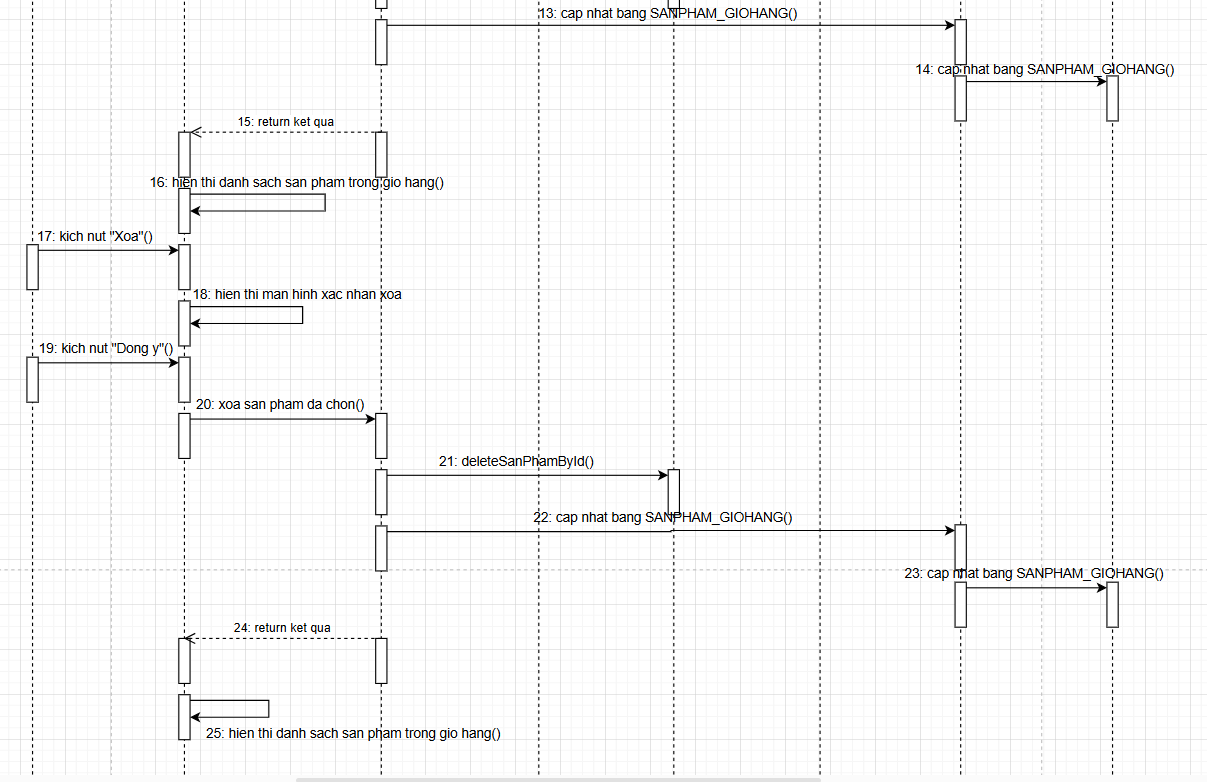 13: cap nhat bang SANPHAM_GIOHANG()
14: cap nhat bang SANPHAM_GIOHANG()
15: return ket qua
16: hien thi danh sach san pham trong gio hang()
17: kich nut "Xoa"()
18: hien thi man hinh xac nhan xoa
19: kich nut "Dong y"()
20: xoa san pham da chon()
21: deleteSanPhamById()
22: cap nhat bang SANPHAM_GIOHANG()
23: cap nhat bang SANPHAM_GIOHANG()
24: return ket qua
25: hien thi danh sach san pham trong gio hang()